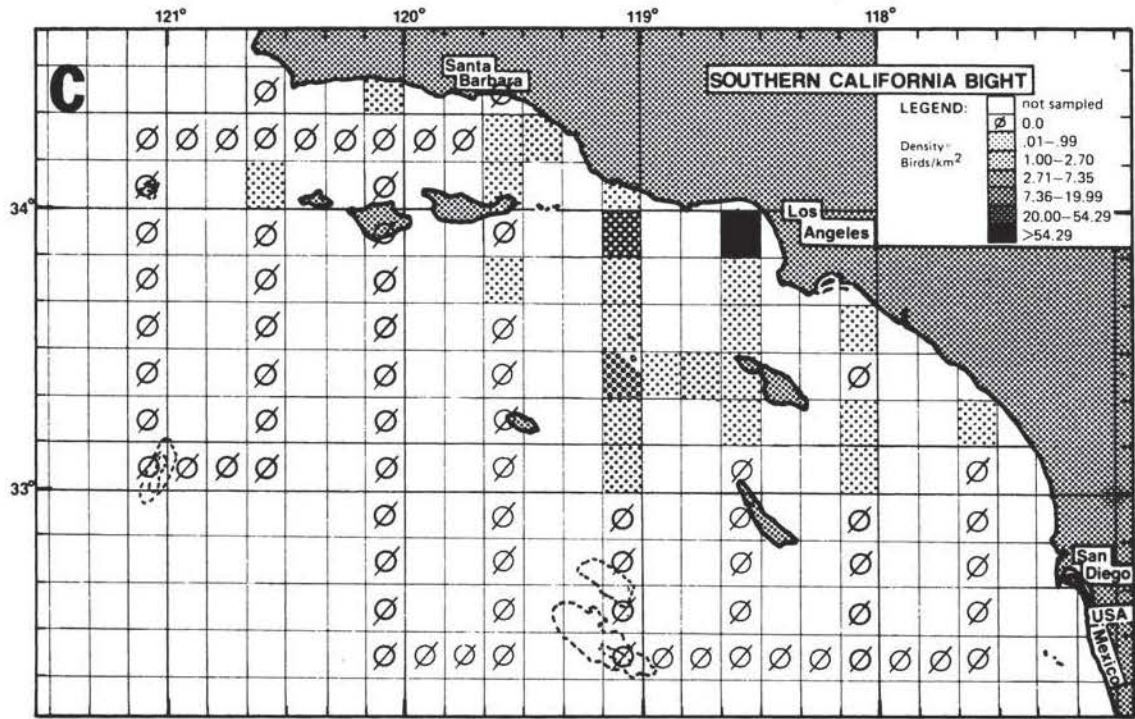 121° 120° 119° 118°
C
Santa
Barbara
SOUTHERN CALIFORNIA BIGHT
LEGEND:
not sampled
Ø 0.0
Density =
Birds/km²
.01–.99
1.00–2.70
2.71–7.35
7.36–19.99
20.00–54.29
>54.29
34°
Los
Angeles
33°
San
Diego
USA
Mexico